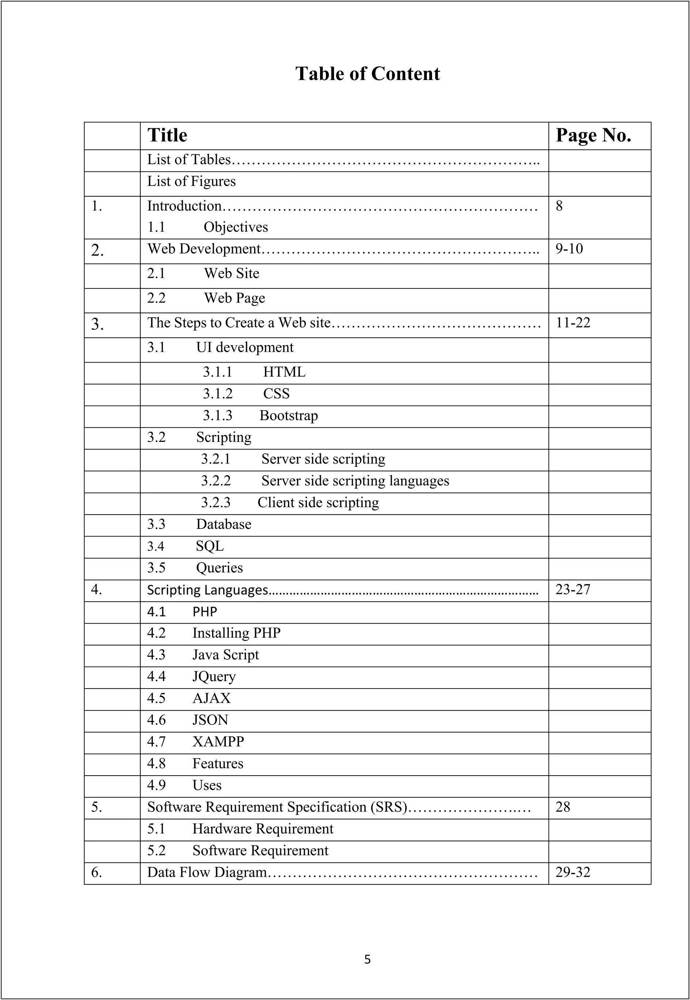 Table of Content
Title Page No.
List of Tables……………………………………………………..
List of Figures
1. Introduction……………………………………………………… 8
1.1 Objectives
2. Web Development……………………………………………….. 9-10
2.1 Web Site
2.2 Web Page
3. The Steps to Create a Web site…………………………………… 11-22
3.1 UI development
3.1.1 HTML
3.1.2 CSS
3.1.3 Bootstrap
3.2 Scripting
3.2.1 Server side scripting
3.2.2 Server side scripting languages
3.2.3 Client side scripting
3.3 Database
3.4 SQL
3.5 Queries
4. Scripting Languages…………………………………………………………………… 23-27
4.1 PHP
4.2 Installing PHP
4.3 Java Script
4.4 JQuery
4.5 AJAX
4.6 JSON
4.7 XAMPP
4.8 Features
4.9 Uses
5. Software Requirement Specification (SRS)………………….… 28
5.1 Hardware Requirement
5.2 Software Requirement
6. Data Flow Diagram……………………………………………… 29-32
5